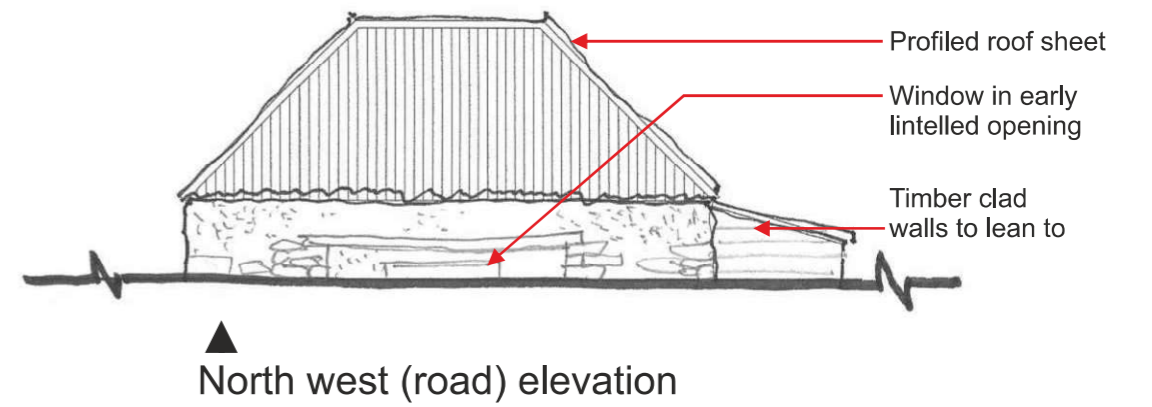 Profiled roof sheet
Window in early
lintelled opening
Timber clad
walls to lean to
North west (road) elevation